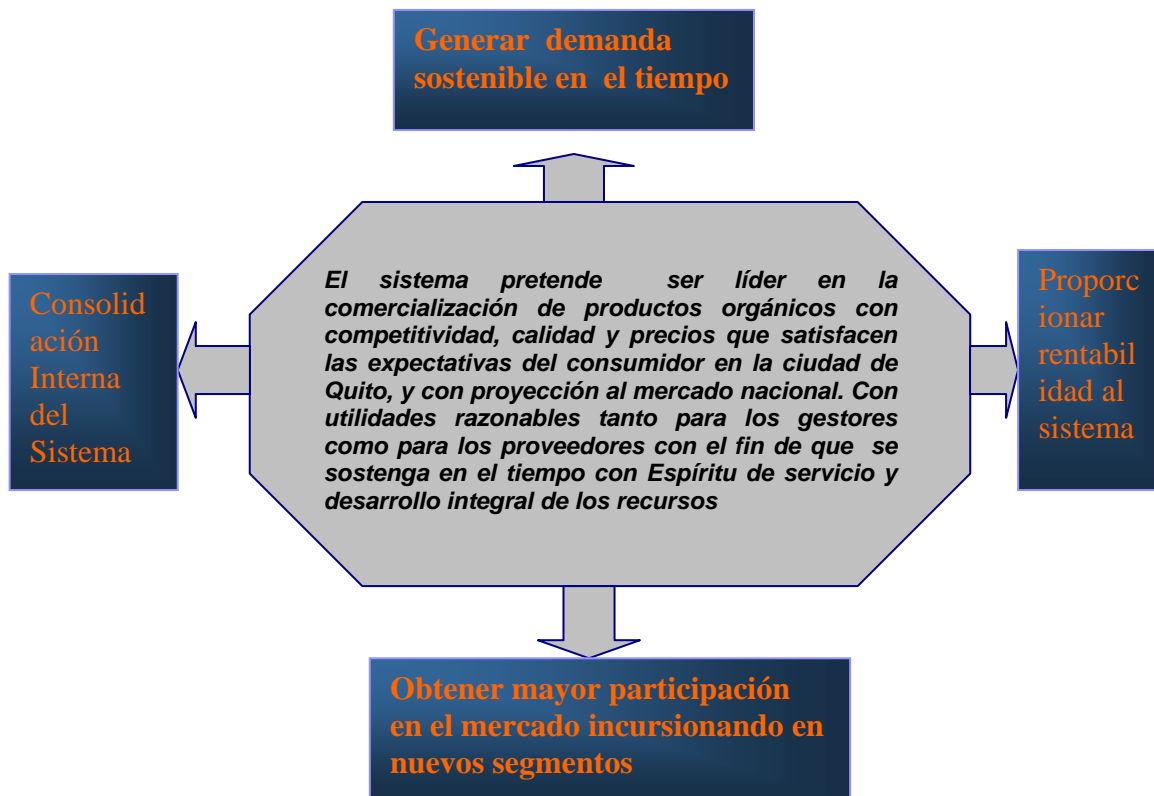 Generar demanda
sostenible en el tiempo
Consolid
ación
Interna
del
Sistema
El sistema pretende ser líder en la
comercialización de productos orgánicos con
competitividad, calidad y precios que satisfacen
las expectativas del consumidor en la ciudad de
Quito, y con proyección al mercado nacional. Con
utilidades razonables tanto para los gestores
como para los proveedores con el fin de que se
sostenga en el tiempo con Espíritu de servicio y
desarrollo integral de los recursos
Proporc
ionar
rentabil
idad al
sistema
Obtener mayor participación
en el mercado incursionando en
nuevos segmentos